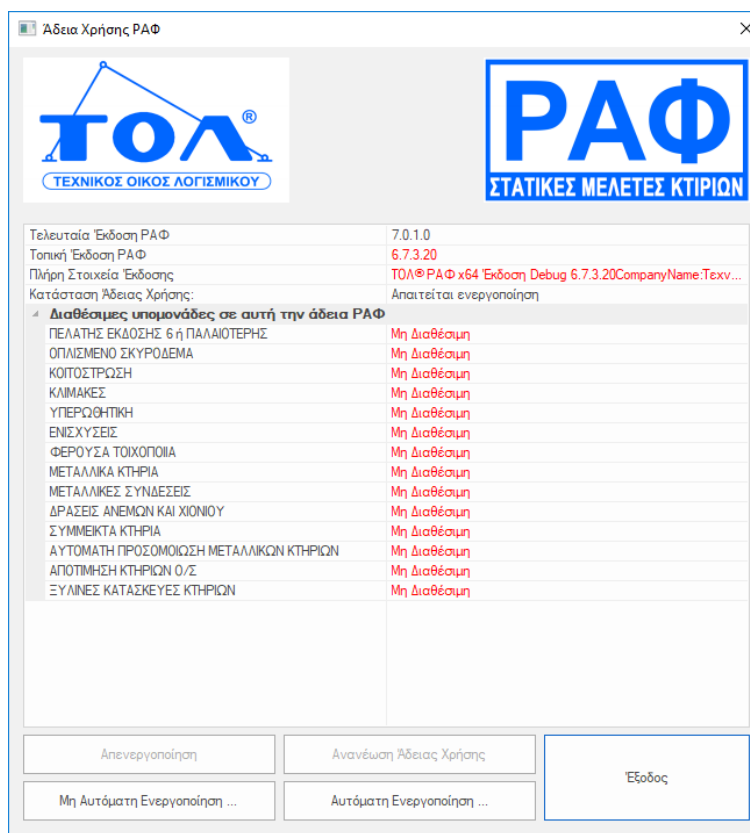 Άδεια Χρήσης ΡΑΦ
ΤΟΛ®
ΤΕΧΝΙΚΟΣ ΟΙΚΟΣ ΛΟΓΙΣΜΙΚΟΥ
ΡΑΦ
ΣΤΑΤΙΚΕΣ ΜΕΛΕΤΕΣ ΚΤΙΡΙΩΝ
Τελευταία Έκδοση ΡΑΦ 7.0.1.0
Τοπική Έκδοση ΡΑΦ 6.7.3.20
Πλήρη Στοιχεία Έκδοσης ΤΟΛ® ΡΑΦ x64 Έκδοση Debug 6.7.3.20CompanyName:Τεχν...
Κατάσταση Άδειας Χρήσης: Απαιτείται ενεργοποίηση
Διαθέσιμες υπομονάδες σε αυτή την άδεια ΡΑΦ
ΠΕΛΑΤΗΣ ΕΚΔΟΣΗΣ 6 ή ΠΑΛΑΙΟΤΕΡΗΣ Μη Διαθέσιμη
ΟΠΛΙΣΜΕΝΟ ΣΚΥΡΟΔΕΜΑ Μη Διαθέσιμη
ΚΟΙΤΟΣΤΡΩΣΗ Μη Διαθέσιμη
ΚΛΙΜΑΚΕΣ Μη Διαθέσιμη
ΥΠΕΡΩΘΗΤΙΚΗ Μη Διαθέσιμη
ΕΝΙΣΧΥΣΕΙΣ Μη Διαθέσιμη
ΦΕΡΟΥΣΑ ΤΟΙΧΟΠΟΙΙΑ Μη Διαθέσιμη
ΜΕΤΑΛΛΙΚΑ ΚΤΗΡΙΑ Μη Διαθέσιμη
ΜΕΤΑΛΛΙΚΕΣ ΣΥΝΔΕΣΕΙΣ Μη Διαθέσιμη
ΔΡΑΣΕΙΣ ΑΝΕΜΩΝ ΚΑΙ ΧΙΟΝΙΟΥ Μη Διαθέσιμη
ΣΥΜΜΕΙΚΤΑ ΚΤΗΡΙΑ Μη Διαθέσιμη
ΑΥΤΟΜΑΤΗ ΠΡΟΣΟΜΟΙΩΣΗ ΜΕΤΑΛΛΙΚΩΝ ΚΤΗΡΙΩΝ Μη Διαθέσιμη
ΑΠΟΤΙΜΗΣΗ ΚΤΗΡΙΩΝ Ο/Σ Μη Διαθέσιμη
ΞΥΛΙΝΕΣ ΚΑΤΑΣΚΕΥΕΣ ΚΤΗΡΙΩΝ Μη Διαθέσιμη
Απενεργοποίηση
Ανανέωση Άδειας Χρήσης
Έξοδος
Μη Αυτόματη Ενεργοποίηση ...
Αυτόματη Ενεργοποίηση ...